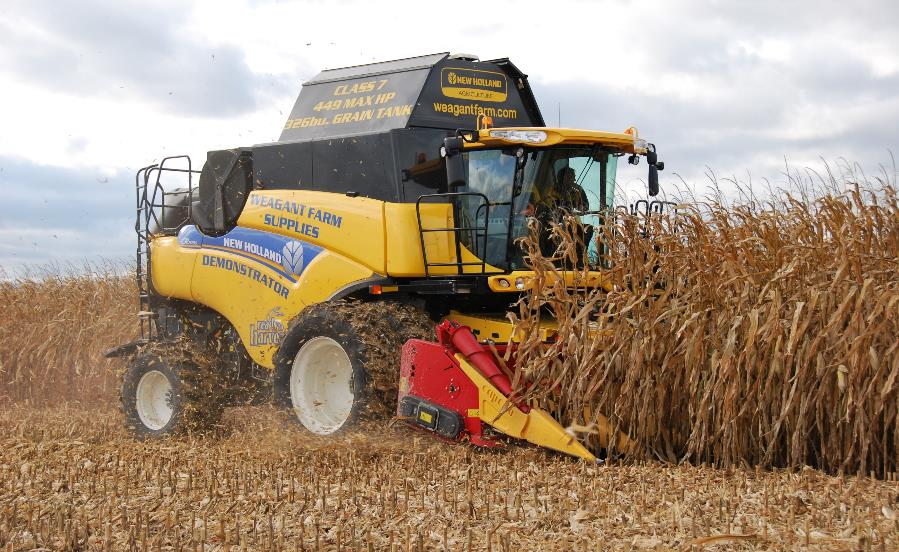 CLASS 7
449 MAX HP
326bu. GRAIN TANK
NEW HOLLAND
AGRICULTURE
weagantfarm.com
WEAGANT FARM
SUPPLIES
NEW HOLLAND
DEMONSTRATOR